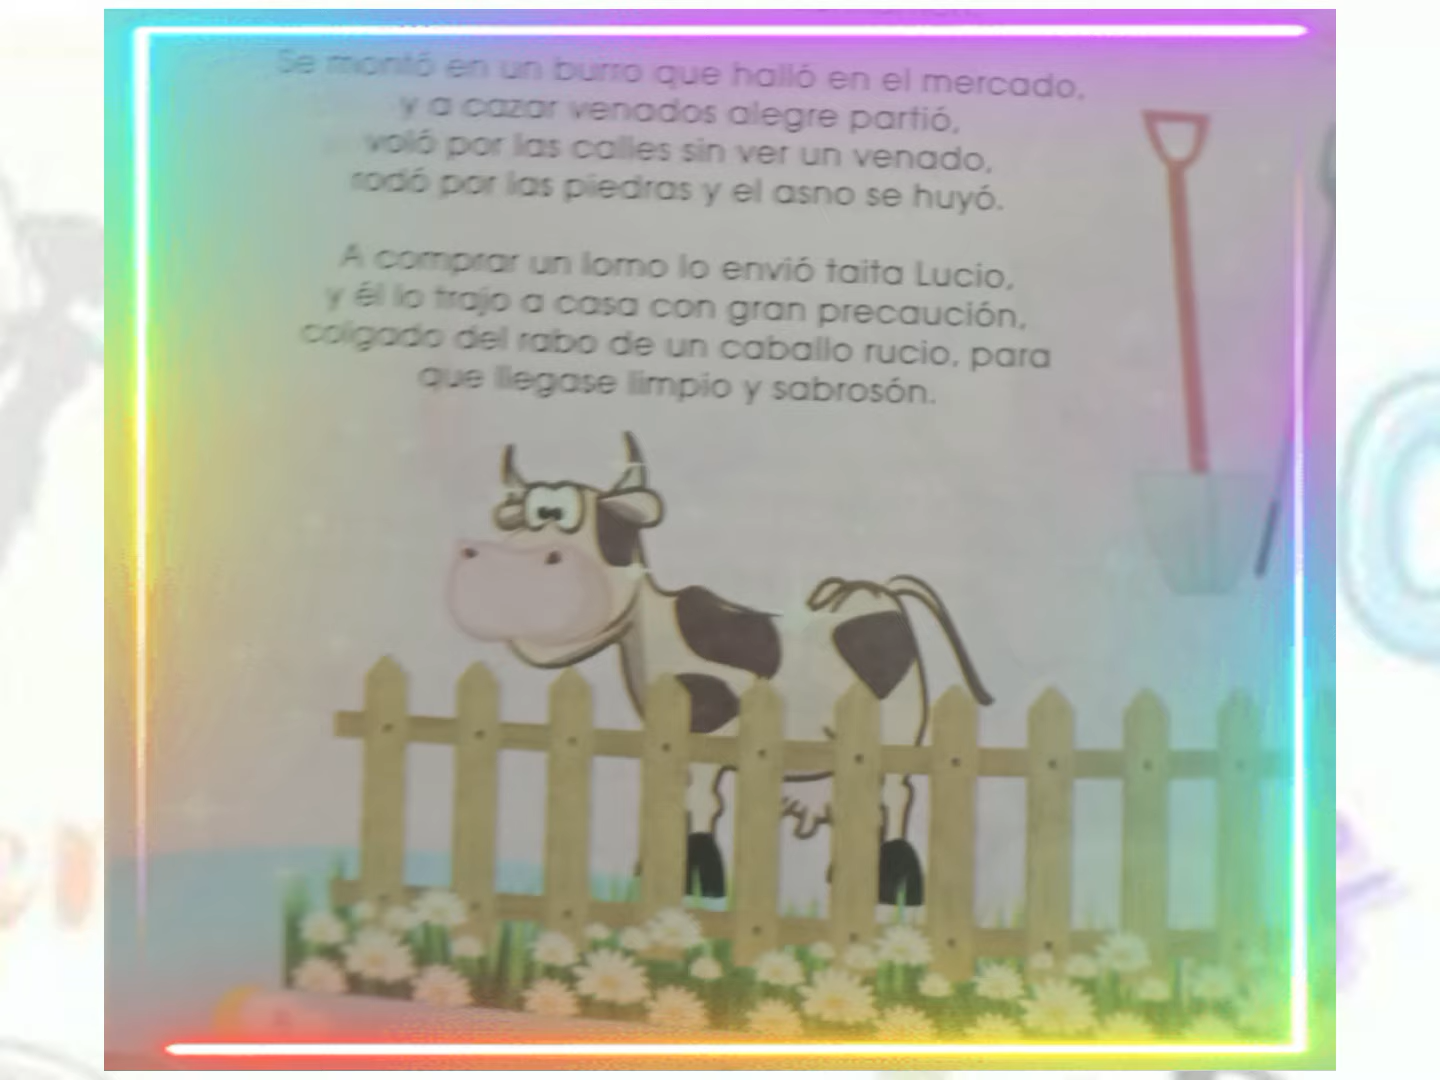 Se montó en un burro que halló en el mercado,
y a cazar venados alegre partió,
voló por las calles sin ver un venado,
rodó por las piedras y el asno se huyó.
A comprar un lomo lo envió taita Lucio,
y él lo trajo a casa con gran precaución,
colgado del rabo de un caballo rucio, para
que llegase limpio y sabrosón.